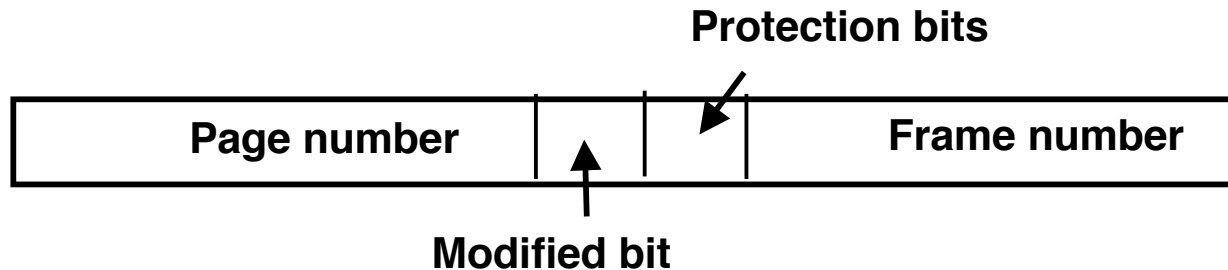 Protection bits
Page number
Frame number
Modified bit